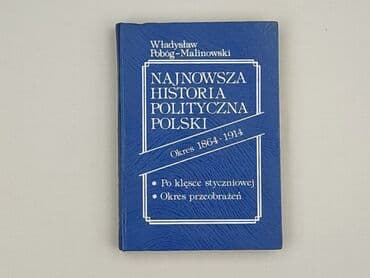 Władysław
Pobóg-Malinowski
NAJNOWSZA
HISTORIA
POLITYCZNA
POLSKI
Okres 1864-1914
• Po klęsce styczniowej
• Okres przeobrażeń